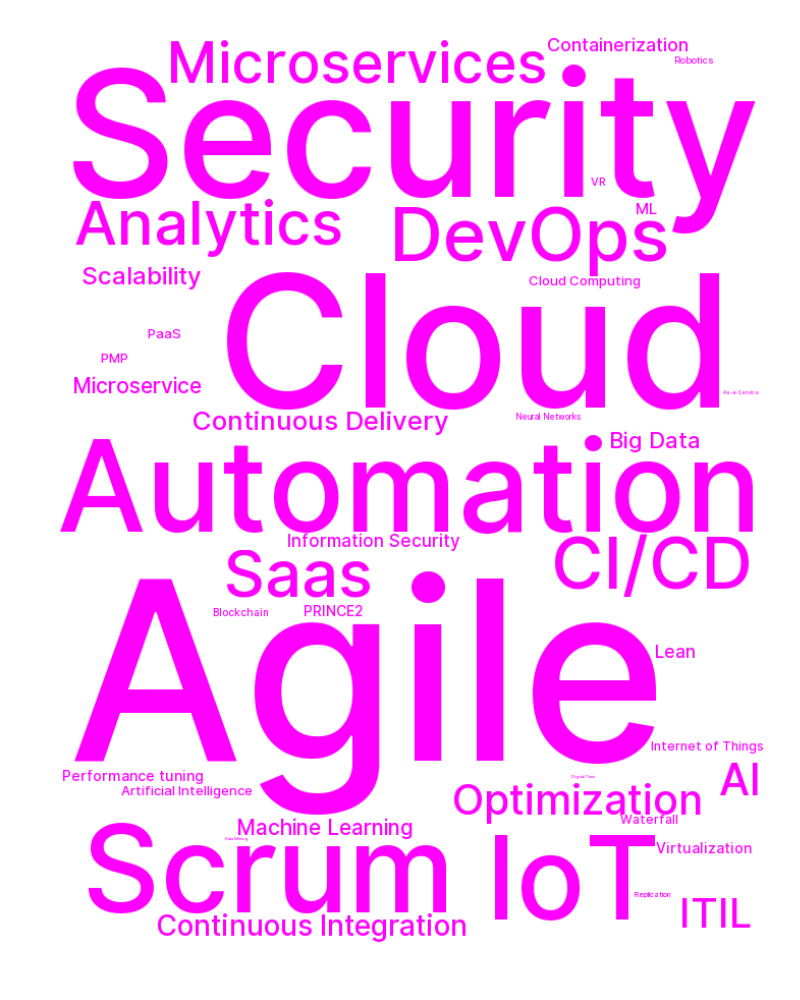 Microservices
Containerization
Robotics
Security
VR
Analytics
DevOps
ML
Scalability
Cloud Computing
Cloud
PaaS
PMP
Microservice
As-a-Service
Continuous Delivery
Neural Networks
Big Data
Automation
Information Security
Saas
CI/CD
Agile
Blockchain
PRINCE2
Lean
Internet of Things
Performance tuning
Artificial Intelligence
AI
Optimization
Machine Learning
Waterfall
Scrum
IoT
Virtualization
Replication
ITIL
Continuous Integration